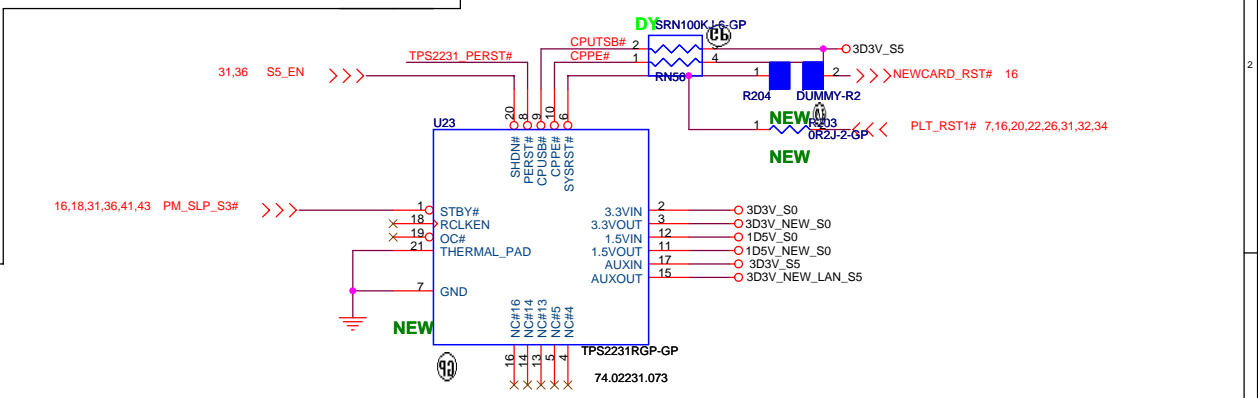 DY
SRN100KJ-6-GP
CPUTSB# 2 3
3D3V_S5
TPS2231_PERST#
CPPE# 1 4
31,36 S5_EN
RN56
1 2
NEWCARD_RST# 16
R204
DUMMY-R2
2
NEW
R203
1
PLT_RST1# 7,16,20,22,26,31,32,34
0R2J-2-GP
NEW
U23
20 8 9 10 6
SHDN#
PERST#
CPUSB#
CPPE#
SYSRST#
16,18,31,36,41,43 PM_SLP_S3#
1 STBY#
18 RCLKEN
19 OC#
21 THERMAL_PAD
7 GND
3.3VIN 2 3D3V_S0
3.3VOUT 3 3D3V_NEW_S0
1.5VIN 12 1D5V_S0
1.5VOUT 11 1D5V_NEW_S0
AUXIN 17 3D3V_S5
AUXOUT 15 3D3V_NEW_LAN_S5
NC#16
NC#14
NC#13
NC#5
NC#4
NEW
16 14 13 5 4
TPS2231RGP-GP
74.02231.073